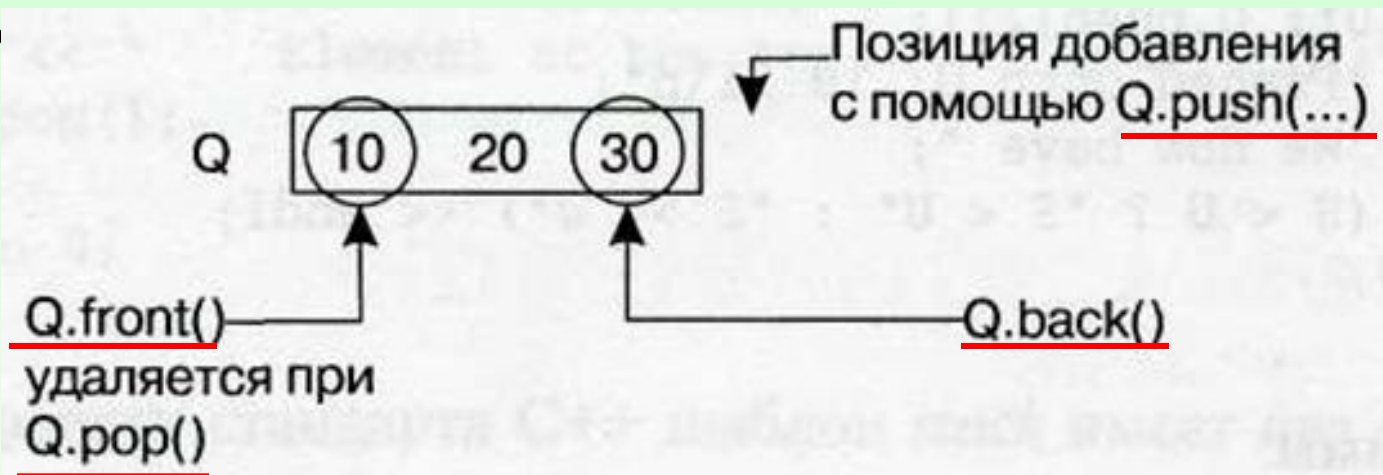 Позиция добавления
с помощью Q.push(...)
Q 10 20 30
Q.front()
Q.back()
удаляется при
Q.pop()